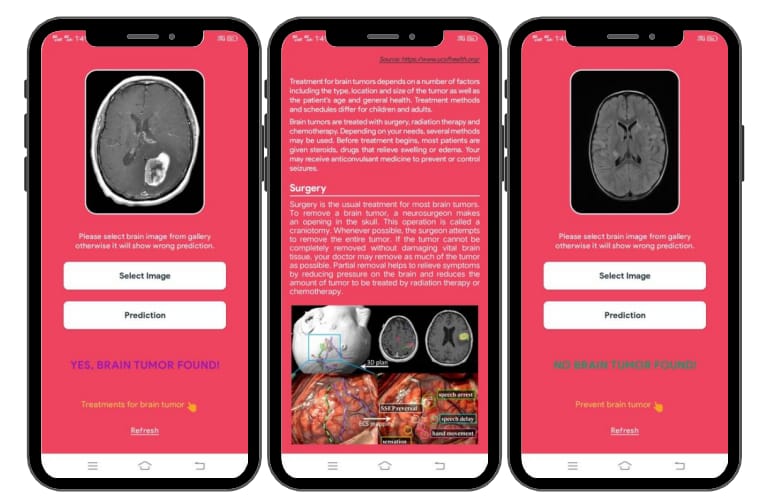 Please select brain image from gallery
otherwise it will show wrong prediction.
Select Image
Prediction
YES, BRAIN TUMOR FOUND!
Treatments for brain tumor
Refresh
Source: https://www.ucsfhealth.org/
Treatment for brain tumors depends on a number of factors
including the type, location and size of the tumor as well as
the patient's age and general health. Treatment methods
and schedules differ for children and adults.
Brain tumors are treated with surgery, radiation therapy and
chemotherapy. Depending on your needs, several methods
may be used. Before treatment begins, most patients are
given steroids, drugs that relieve swelling or edema. Your
may receive anticonvulsant medicine to prevent or control
seizures.
Surgery
Surgery is the usual treatment for most brain tumors.
To remove a brain tumor, a neurosurgeon makes
an opening in the skull. This operation is called a
craniotomy. Whenever possible, the surgeon attempts
to remove the entire tumor. If the tumor cannot be
completely removed without damaging vital brain
tissue, your doctor may remove as much of the tumor
as possible. Partial removal helps to relieve symptoms
by reducing pressure on the brain and reduces the
amount of tumor to be treated by radiation therapy or
chemotherapy.
3D plan
speech arrest
SSEP reversal
speech delay
ECS mapping
hand movement
sensation
Please select brain image from gallery
otherwise it will show wrong prediction.
Select Image
Prediction
NO BRAIN TUMOR FOUND!
Prevent brain tumor
Refresh